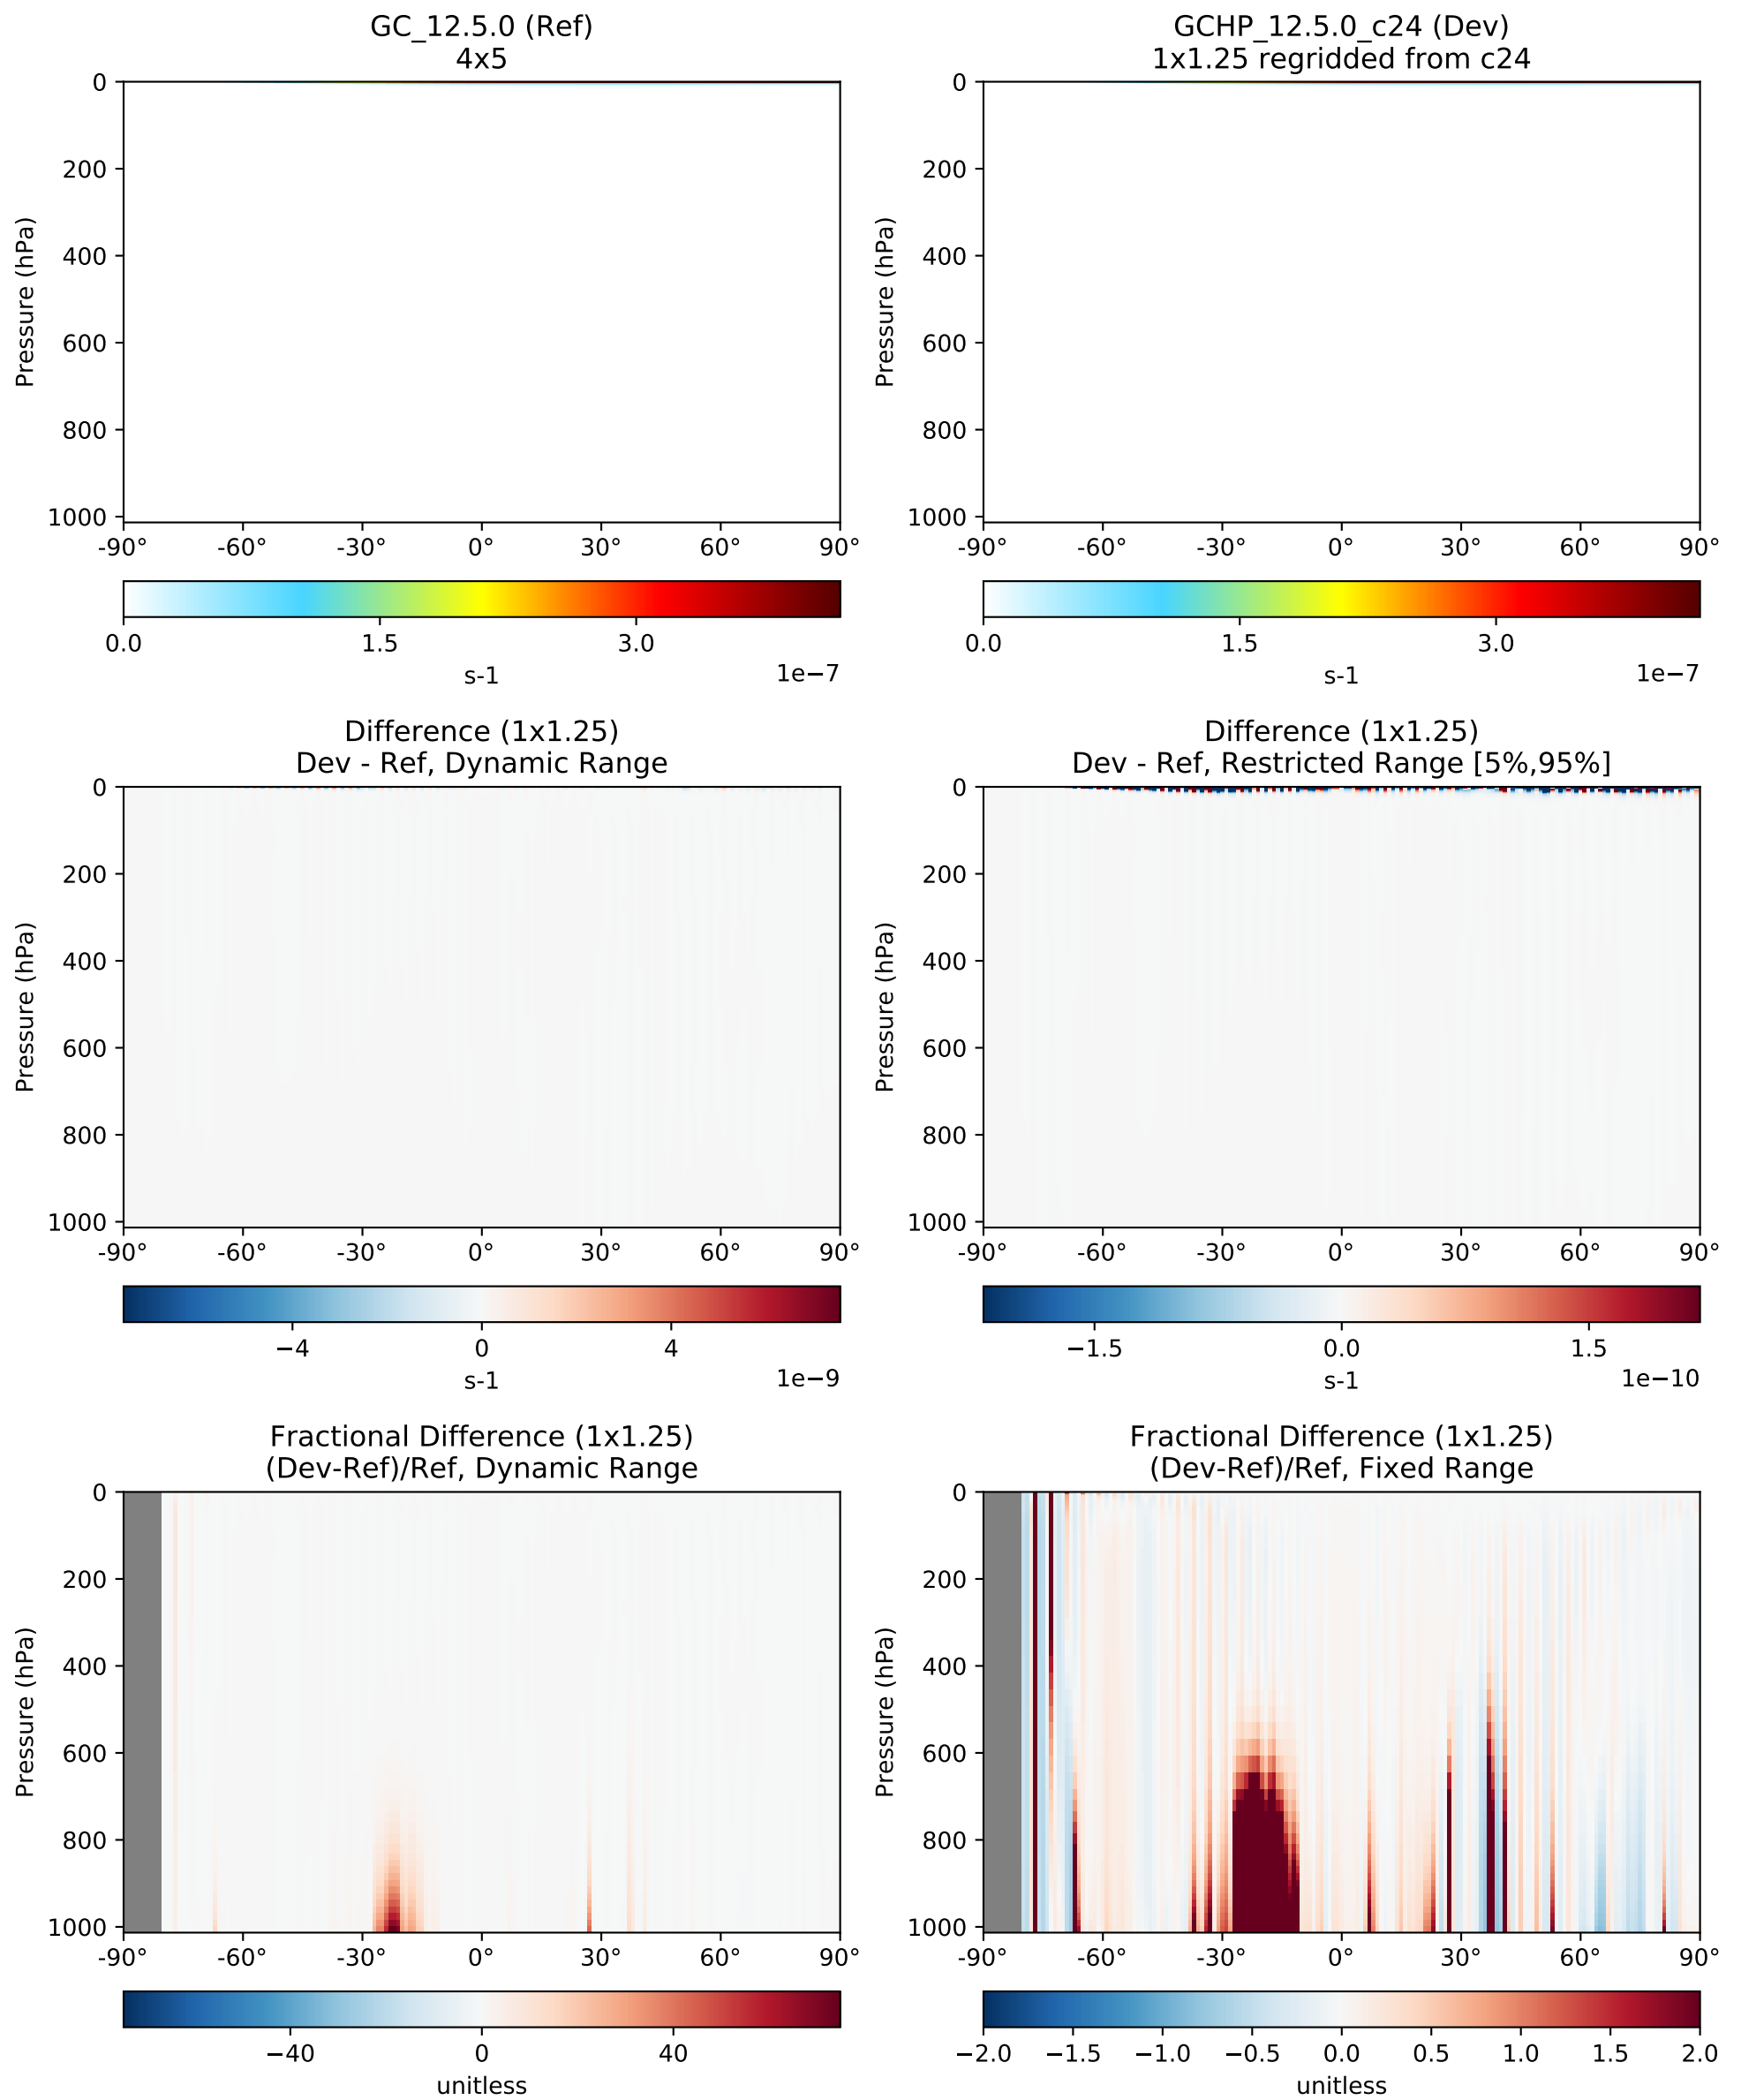 GC_12.5.0 (Ref)
4x5
0
200
400
600
800
1000
Pressure (hPa)
-90° -60° -30° 0° 30° 60° 90°
0.0 1.5 3.0
s-1
1e−7
GCHP_12.5.0_c24 (Dev)
1x1.25 regridded from c24
0
200
400
600
800
1000
Pressure (hPa)
-90° -60° -30° 0° 30° 60° 90°
0.0 1.5 3.0
s-1
1e−7
Difference (1x1.25)
Dev - Ref, Dynamic Range
0
200
400
600
800
1000
Pressure (hPa)
-90° -60° -30° 0° 30° 60° 90°
−4 0 4
s-1
1e−9
Difference (1x1.25)
Dev - Ref, Restricted Range [5%,95%]
0
200
400
600
800
1000
Pressure (hPa)
-90° -60° -30° 0° 30° 60° 90°
−1.5 0.0 1.5
s-1
1e−10
Fractional Difference (1x1.25)
(Dev-Ref)/Ref, Dynamic Range
0
200
400
600
800
1000
Pressure (hPa)
-90° -60° -30° 0° 30° 60° 90°
−40 0 40
unitless
Fractional Difference (1x1.25)
(Dev-Ref)/Ref, Fixed Range
0
200
400
600
800
1000
Pressure (hPa)
-90° -60° -30° 0° 30° 60° 90°
−2.0 −1.5 −1.0 −0.5 0.0 0.5 1.0 1.5 2.0
unitless